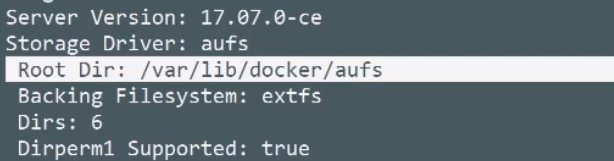 Server Version: 17.07.0-ce
Storage Driver: aufs
Root Dir: /var/lib/docker/aufs
Backing Filesystem: extfs
Dirs: 6
Dirperm1 Supported: true